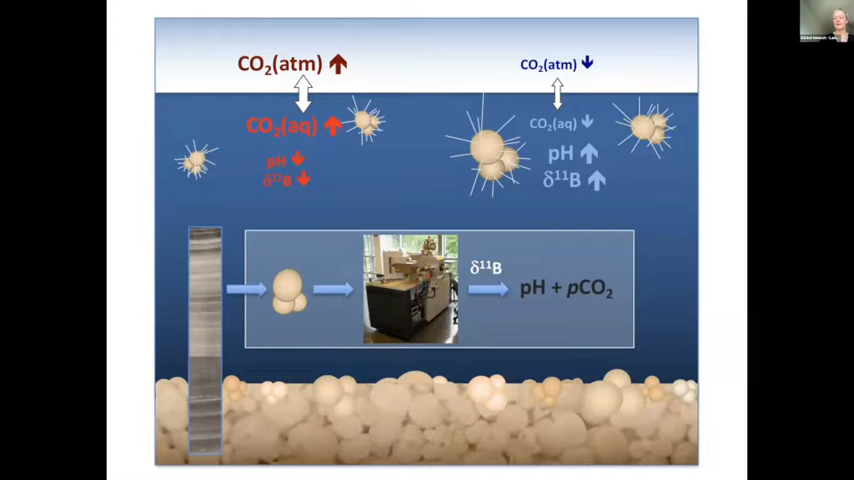 CO₂(atm) ↑
CO₂(aq) ↑
pH ↓
δ¹¹B ↓
CO₂(atm) ↓
CO₂(aq) ↓
pH ↑
δ¹¹B ↑
δ¹¹B
pH + pCO₂